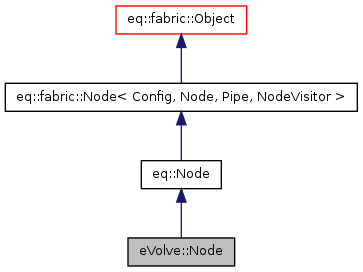 eq::fabric::Object
eq::fabric::Node< Config, Node, Pipe, NodeVisitor >
eq::Node
eVolve::Node